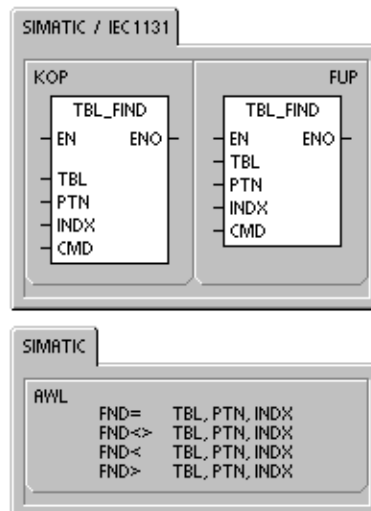 SIMATIC / IEC1131
KOP
FUP
TBL_FIND
EN ENO
TBL
PTN
INDX
CMD
TBL_FIND
EN ENO
TBL
PTN
INDX
CMD
SIMATIC
AWL
FND= TBL, PTN, INDX
FND<> TBL, PTN, INDX
FND< TBL, PTN, INDX
FND> TBL, PTN, INDX